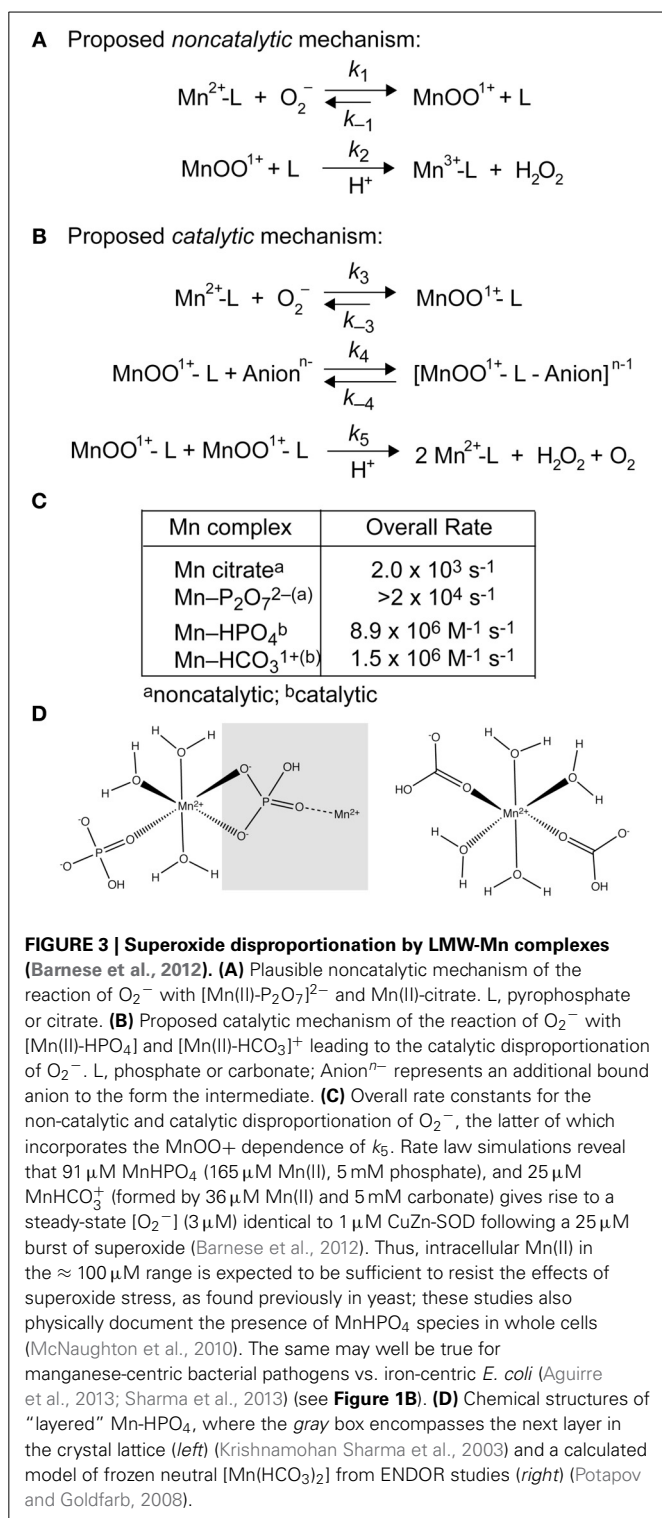 A Proposed noncatalytic mechanism:
Mn²⁺-L + O₂⁻ k₁ k₋₁ MnOO¹⁺ + L
MnOO¹⁺ + L k₂ H⁺ Mn³⁺-L + H₂O₂
B Proposed catalytic mechanism:
Mn²⁺-L + O₂⁻ k₃ k₋₃ MnOO¹⁺- L
MnOO¹⁺- L + Anionⁿ⁻ k₄ k₋₄ [MnOO¹⁺- L - Anion]ⁿ⁻¹
MnOO¹⁺- L + MnOO¹⁺- L k₅ H⁺ 2 Mn²⁺-L + H₂O₂ + O₂
C
Mn complex Overall Rate
Mn citrateᵃ 2.0 x 10³ s⁻¹
Mn–P₂O₇²⁻⁽ᵃ⁾ >2 x 10⁴ s⁻¹
Mn–HPO₄ᵇ 8.9 x 10⁶ M⁻¹ s⁻¹
Mn–HCO₃¹⁺⁽ᵇ⁾ 1.5 x 10⁶ M⁻¹ s⁻¹
ᵃnoncatalytic; ᵇcatalytic
D
H H O H H O Mn²⁺ O⁻ O⁻ P OH O Mn²⁺ ⁻O ⁻O P O OH H O H
⁻O HO O H O H H O H Mn²⁺ H O H H O H O O⁻ OH
FIGURE 3 | Superoxide disproportionation by LMW-Mn complexes
(Barnese et al., 2012). (A) Plausible noncatalytic mechanism of the
reaction of O₂⁻ with [Mn(II)-P₂O₇]²⁻ and Mn(II)-citrate. L, pyrophosphate
or citrate. (B) Proposed catalytic mechanism of the reaction of O₂⁻ with
[Mn(II)-HPO₄] and [Mn(II)-HCO₃]⁺ leading to the catalytic disproportionation
of O₂⁻. L, phosphate or carbonate; Anionⁿ⁻ represents an additional bound
anion to the form the intermediate. (C) Overall rate constants for the
non-catalytic and catalytic disproportionation of O₂⁻, the latter of which
incorporates the MnOO+ dependence of k₅. Rate law simulations reveal
that 91 μM MnHPO₄ (165 μM Mn(II), 5 mM phosphate), and 25 μM
MnHCO₃⁺ (formed by 36 μM Mn(II) and 5 mM carbonate) gives rise to a
steady-state [O₂⁻] (3 μM) identical to 1 μM CuZn-SOD following a 25 μM
burst of superoxide (Barnese et al., 2012). Thus, intracellular Mn(II) in
the ≈ 100 μM range is expected to be sufficient to resist the effects of
superoxide stress, as found previously in yeast; these studies also
physically document the presence of MnHPO₄ species in whole cells
(McNaughton et al., 2010). The same may well be true for
manganese-centric bacterial pathogens vs. iron-centric E. coli (Aguirre
et al., 2013; Sharma et al., 2013) (see Figure 1B). (D) Chemical structures of
"layered" Mn-HPO₄, where the gray box encompasses the next layer in
the crystal lattice (left) (Krishnamohan Sharma et al., 2003) and a calculated
model of frozen neutral [Mn(HCO₃)₂] from ENDOR studies (right) (Potapov
and Goldfarb, 2008).